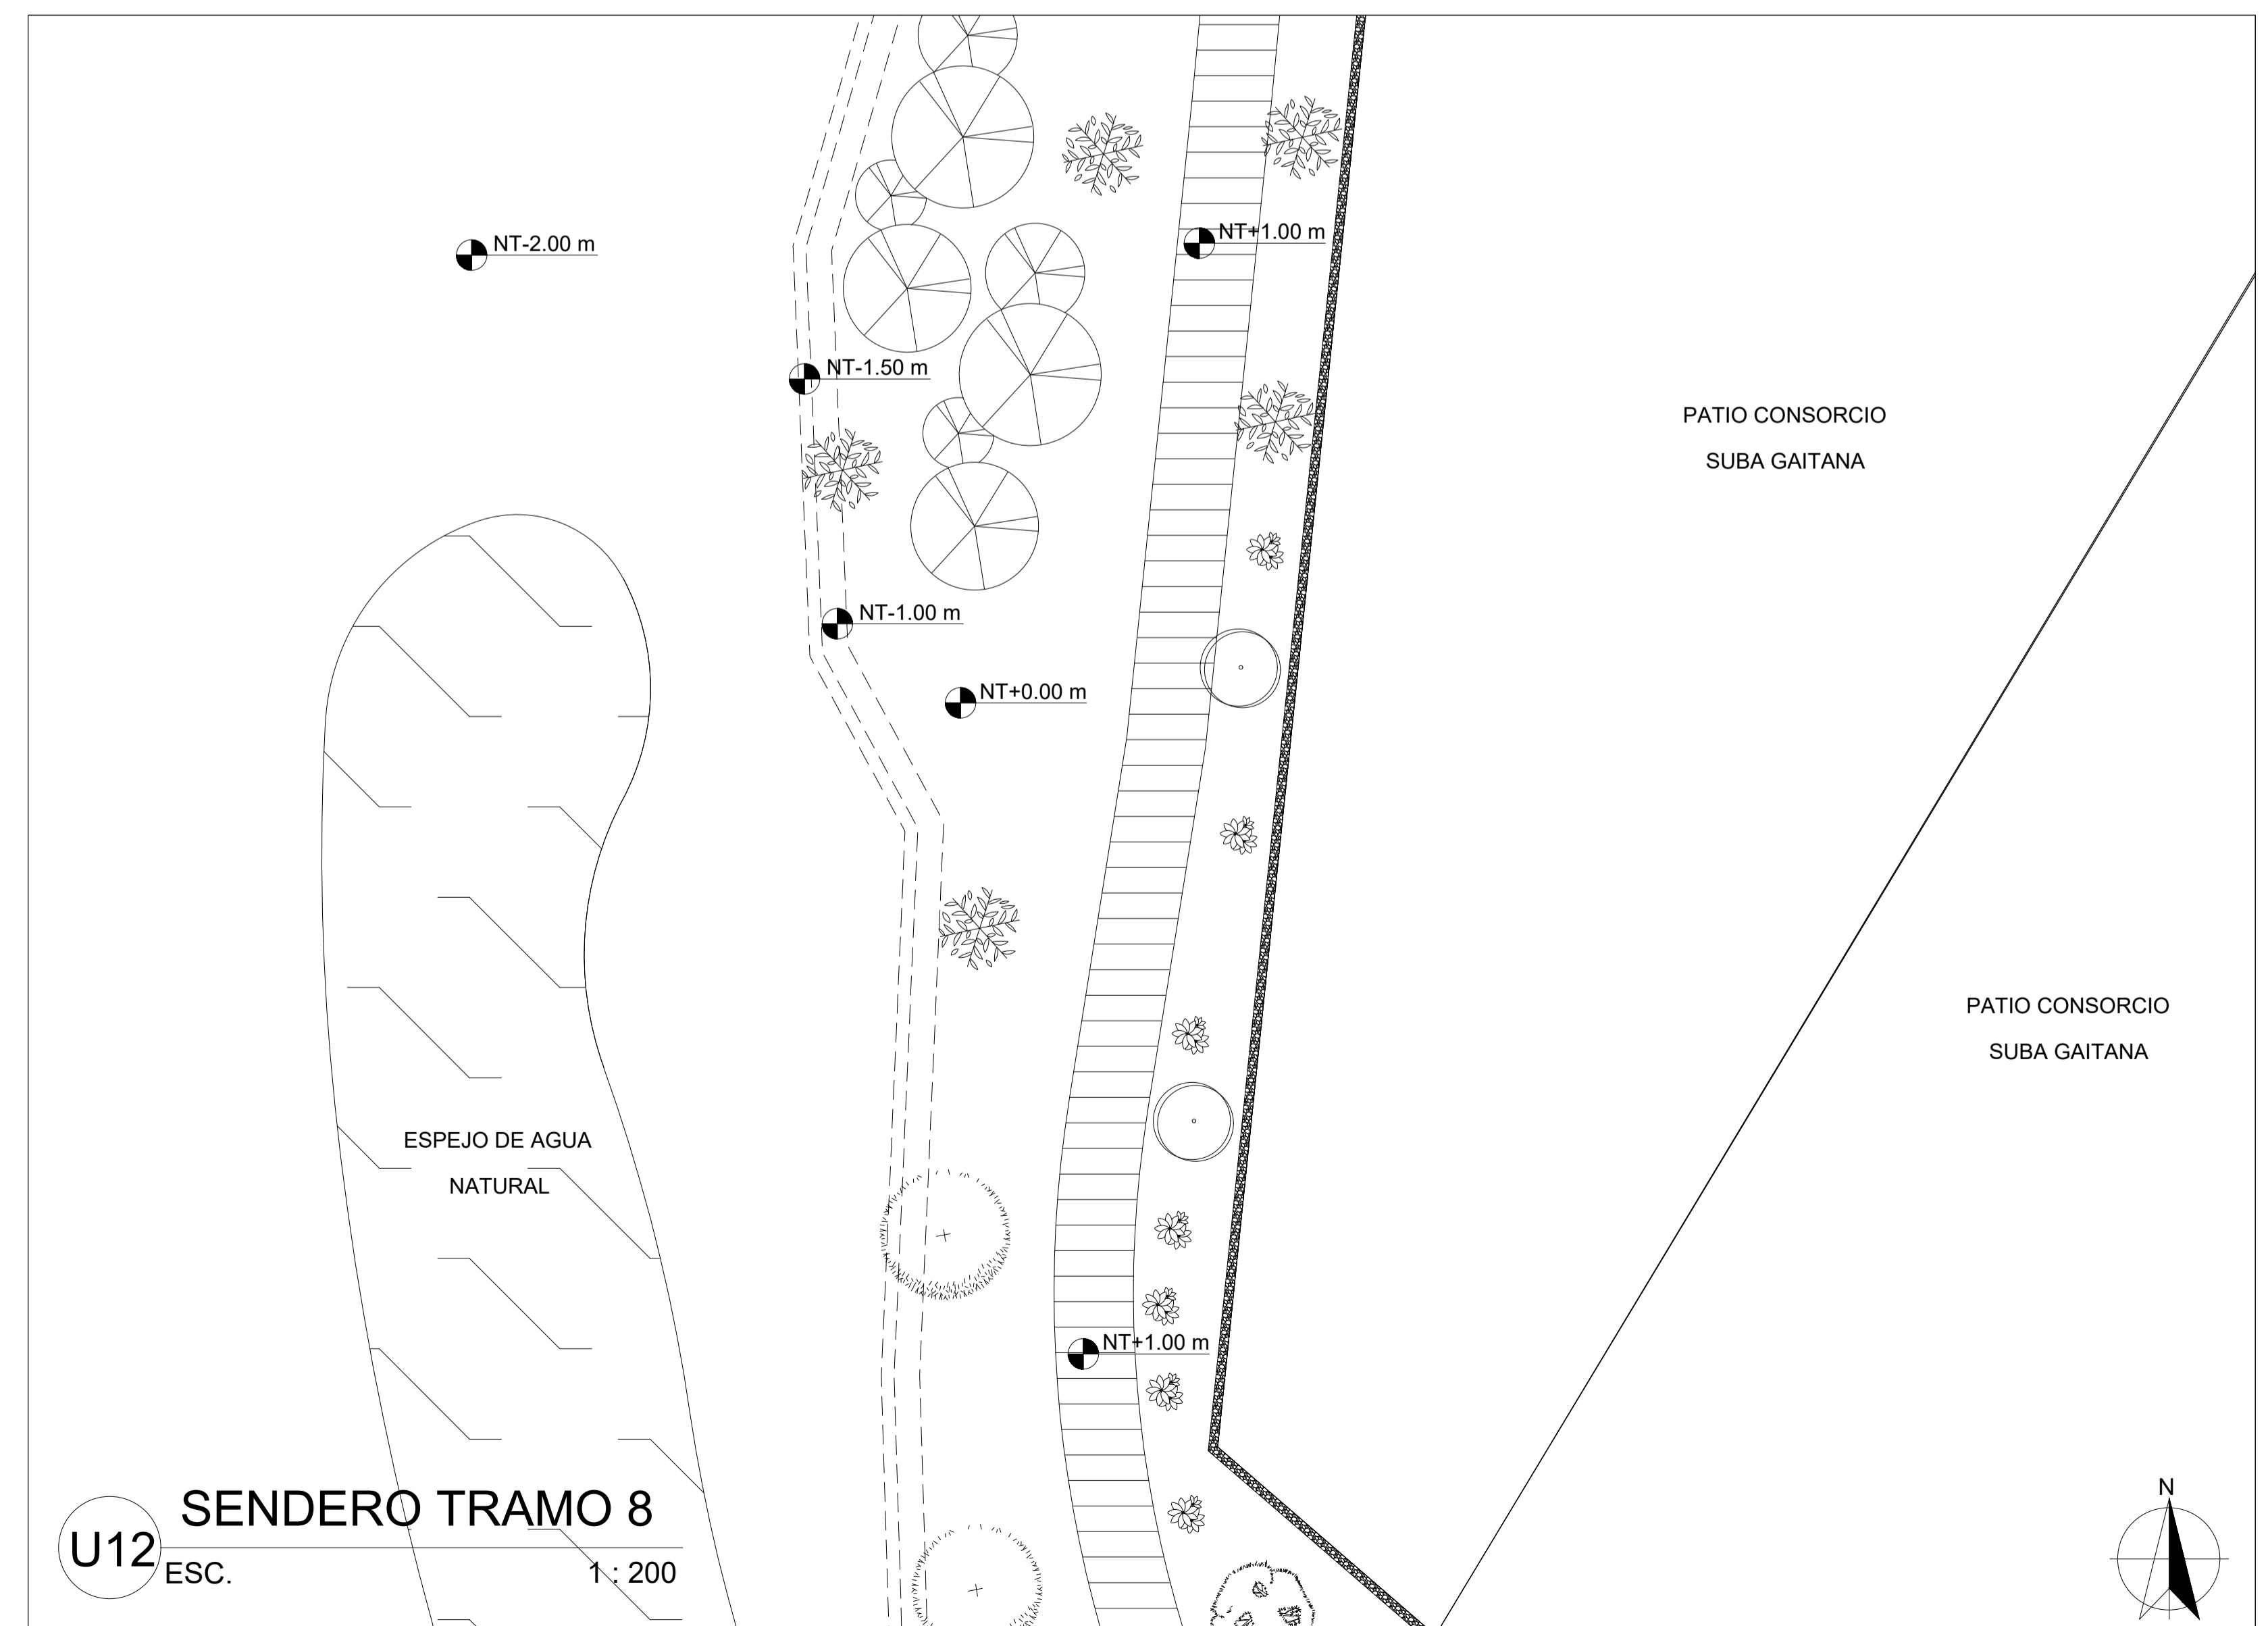 NT-2.00 m
NT+1.00 m
NT-1.50 m
PATIO CONSORCIO
SUBA GAITANA
NT-1.00 m
NT+0.00 m
PATIO CONSORCIO
SUBA GAITANA
ESPEJO DE AGUA
NATURAL
NT+1.00 m
U12
SENDERO TRAMO 8
ESC.
1 : 200
N